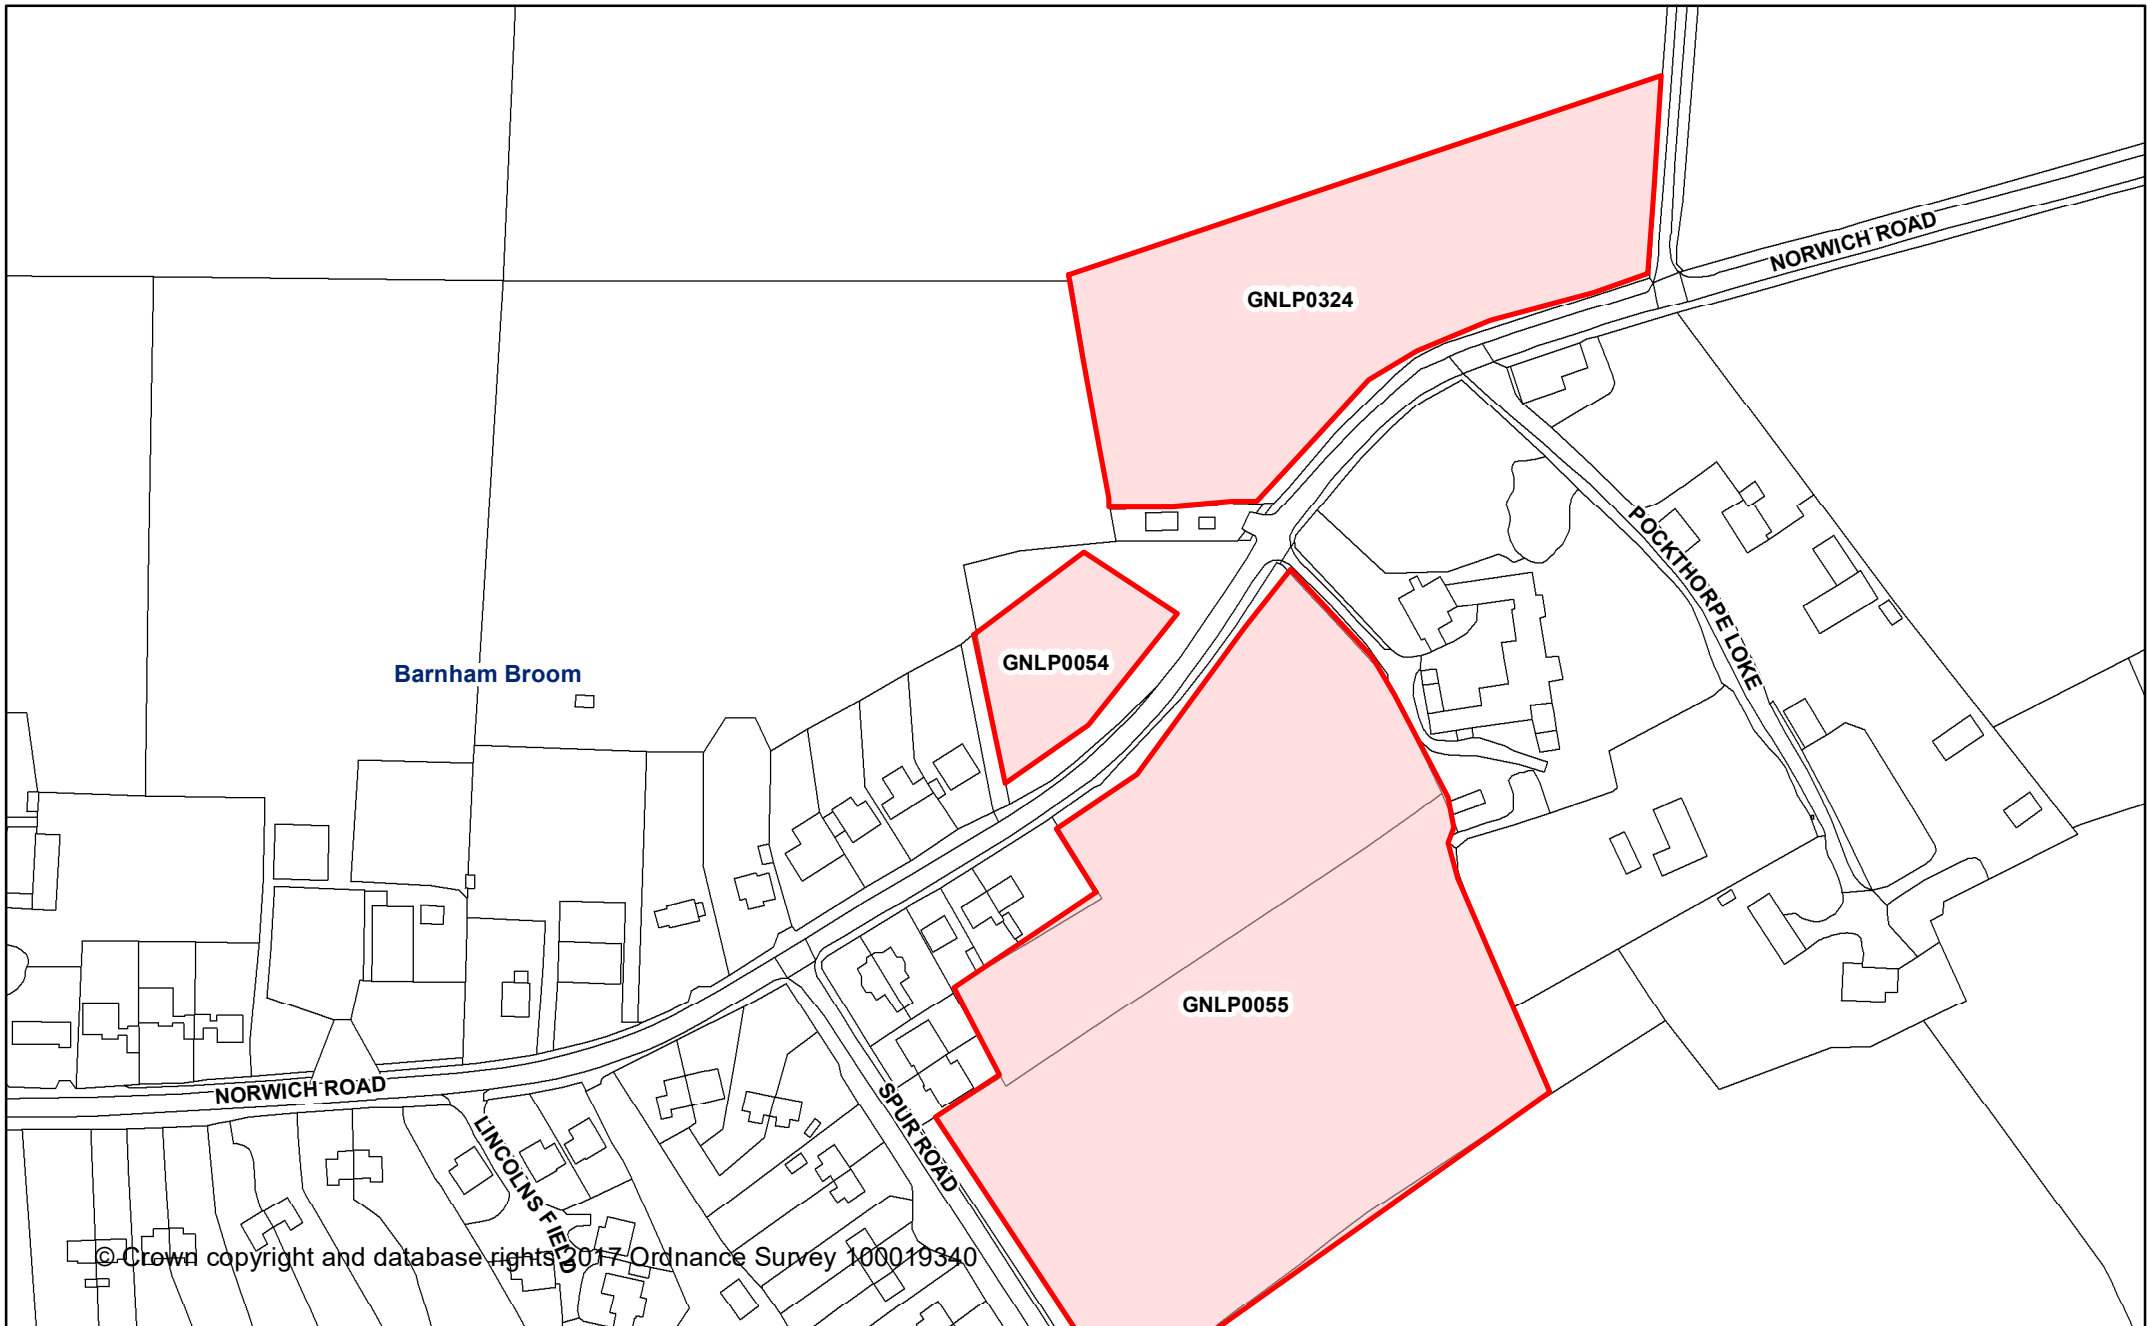 NORWICH ROAD
GNLP0324
POCKTHORPE LOKE
GNLP0054
Barnham Broom
GNLP0055
NORWICH ROAD
SPUR ROAD
LINCOLNS FIELD
© Crown copyright and database rights 2017 Ordnance Survey 100019340